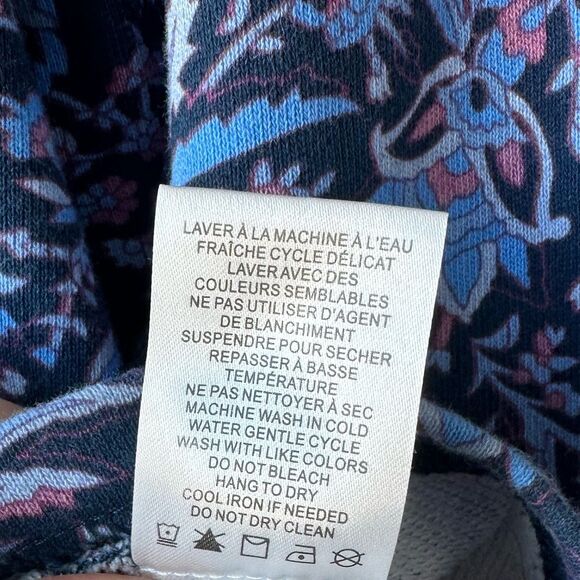 LAVER À LA MACHINE À L'EAU
FRAÎCHE CYCLE DÉLICAT
LAVER AVEC DES
COULEURS SEMBLABLES
NE PAS UTILISER D'AGENT
DE BLANCHIMENT
SUSPENDRE POUR SECHER
REPASSER À BASSE
TEMPÉRATURE
NE PAS NETTOYER À SEC
MACHINE WASH IN COLD
WATER GENTLE CYCLE
WASH WITH LIKE COLORS
DO NOT BLEACH
HANG TO DRY
COOL IRON IF NEEDED
DO NOT DRY CLEAN